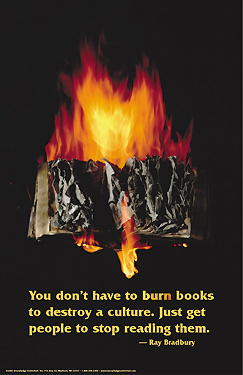 You don't have to burn books
to destroy a culture. Just get
people to stop reading them.
— Ray Bradbury